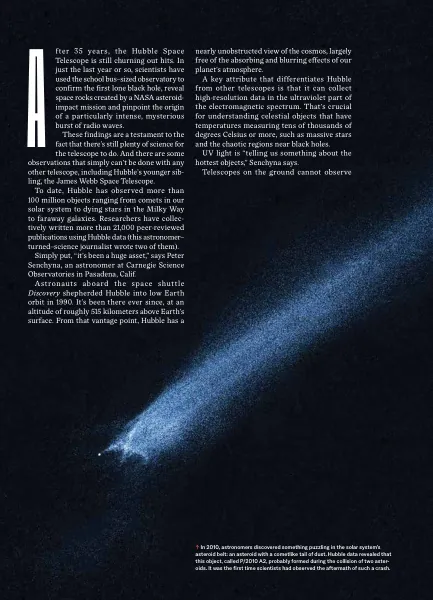 After 35 years, the Hubble Space
Telescope is still churning out hits. In
just the last year or so, scientists have
used the school bus–sized observatory to
confirm the first lone black hole, reveal
space rocks created by a NASA asteroid-
impact mission and pinpoint the origin
of a particularly intense, mysterious
burst of radio waves.
These findings are a testament to the
fact that there's still plenty of science for
the telescope to do. And there are some
observations that simply can't be done with any
other telescope, including Hubble's younger sib-
ling, the James Webb Space Telescope.
To date, Hubble has observed more than
100 million objects ranging from comets in our
solar system to dying stars in the Milky Way
to faraway galaxies. Researchers have collec-
tively written more than 21,000 peer-reviewed
publications using Hubble data (this astronomer-
turned-science journalist wrote two of them).
Simply put, "it's been a huge asset," says Peter
Senchyna, an astronomer at Carnegie Science
Observatories in Pasadena, Calif.
Astronauts aboard the space shuttle
Discovery shepherded Hubble into low Earth
orbit in 1990. It's been there ever since, at an
altitude of roughly 515 kilometers above Earth's
surface. From that vantage point, Hubble has a
nearly unobstructed view of the cosmos, largely
free of the absorbing and blurring effects of our
planet's atmosphere.
A key attribute that differentiates Hubble
from other telescopes is that it can collect
high-resolution data in the ultraviolet part of
the electromagnetic spectrum. That's crucial
for understanding celestial objects that have
temperatures measuring tens of thousands of
degrees Celsius or more, such as massive stars
and the chaotic regions near black holes.
UV light is "telling us something about the
hottest objects," Senchyna says.
Telescopes on the ground cannot observe
↑ In 2010, astronomers discovered something puzzling in the solar system's
asteroid belt: an asteroid with a cometlike tail of dust. Hubble data revealed that
this object, called P/2010 A2, probably formed during the collision of two aster-
oids. It was the first time scientists had observed the aftermath of such a crash.